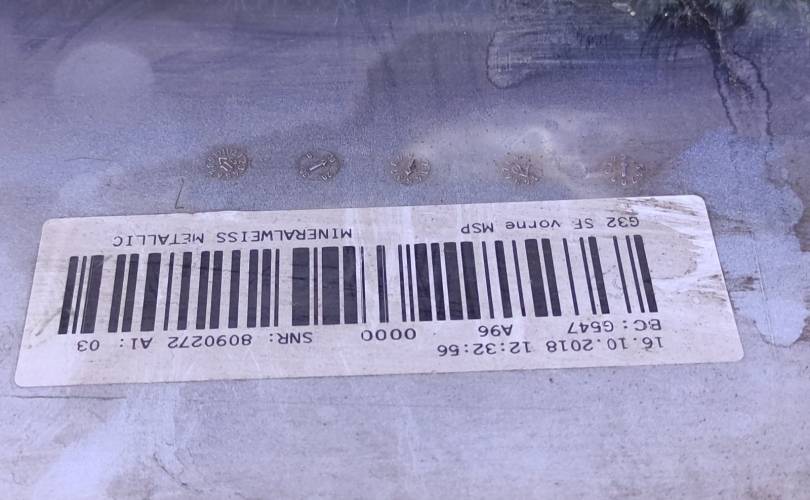 16.10.2018 12:32:56
BC: G547 A96 0000 SNR: 8090272 AI: 03
G32 SF vorne MSP MINERALWEISS METALLIC